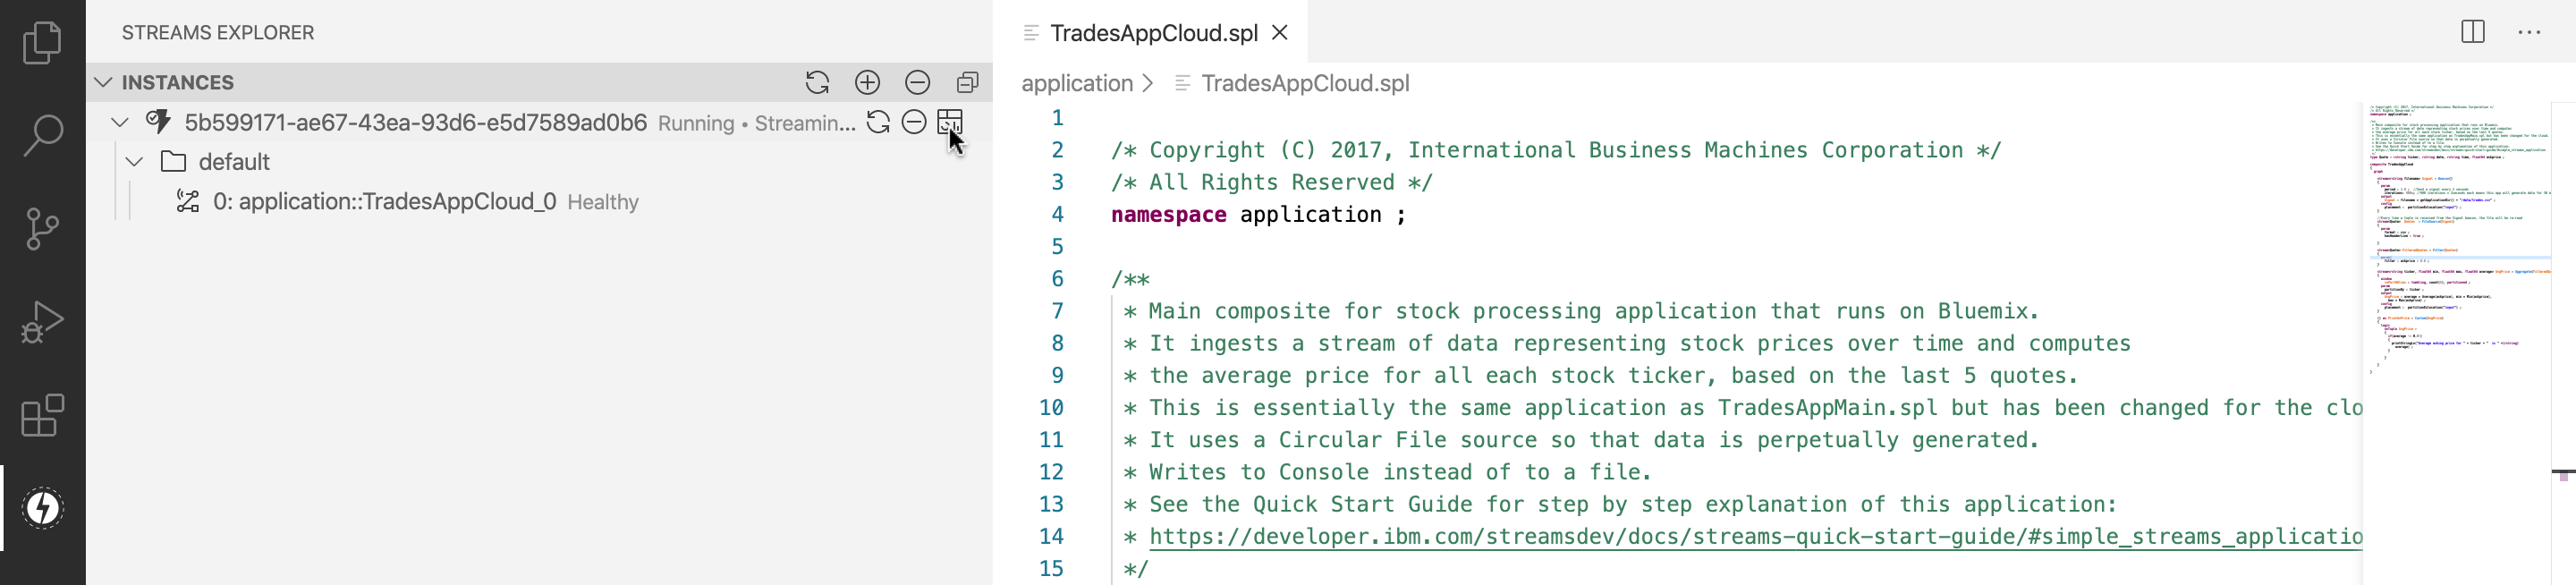 STREAMS EXPLORER
INSTANCES
5b599171-ae67-43ea-93d6-e5d7589ad0b6 Running • Streamin...
default
0: application::TradesAppCloud_0 Healthy
TradesAppCloud.spl
application > TradesAppCloud.spl
1
2 /* Copyright (C) 2017, International Business Machines Corporation */
3 /* All Rights Reserved */
4 namespace application ;
5
6 /**
7 * Main composite for stock processing application that runs on Bluemix.
8 * It ingests a stream of data representing stock prices over time and computes
9 * the average price for all each stock ticker, based on the last 5 quotes.
10 * This is essentially the same application as TradesAppMain.spl but has been changed for the clo
11 * It uses a Circular File source so that data is perpetually generated.
12 * Writes to Console instead of to a file.
13 * See the Quick Start Guide for step by step explanation of this application:
14 * https://developer.ibm.com/streamsdev/docs/streams-quick-start-guide/#simple_streams_applicatio
15 */